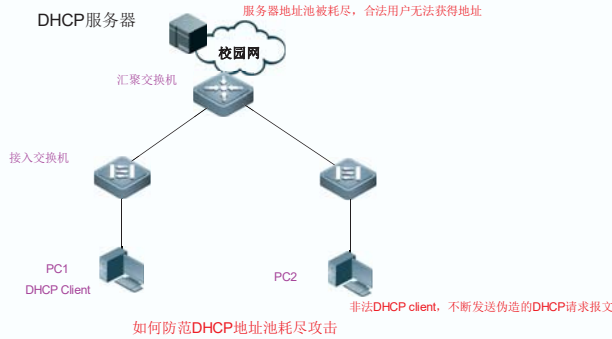 服务器地址池被耗尽，合法用户无法获得地址
DHCP服务器
校园网
汇聚交换机
接入交换机
PC1
DHCP Client
PC2
非法DHCP client，不断发送伪造的DHCP请求报文
如何防范DHCP地址池耗尽攻击